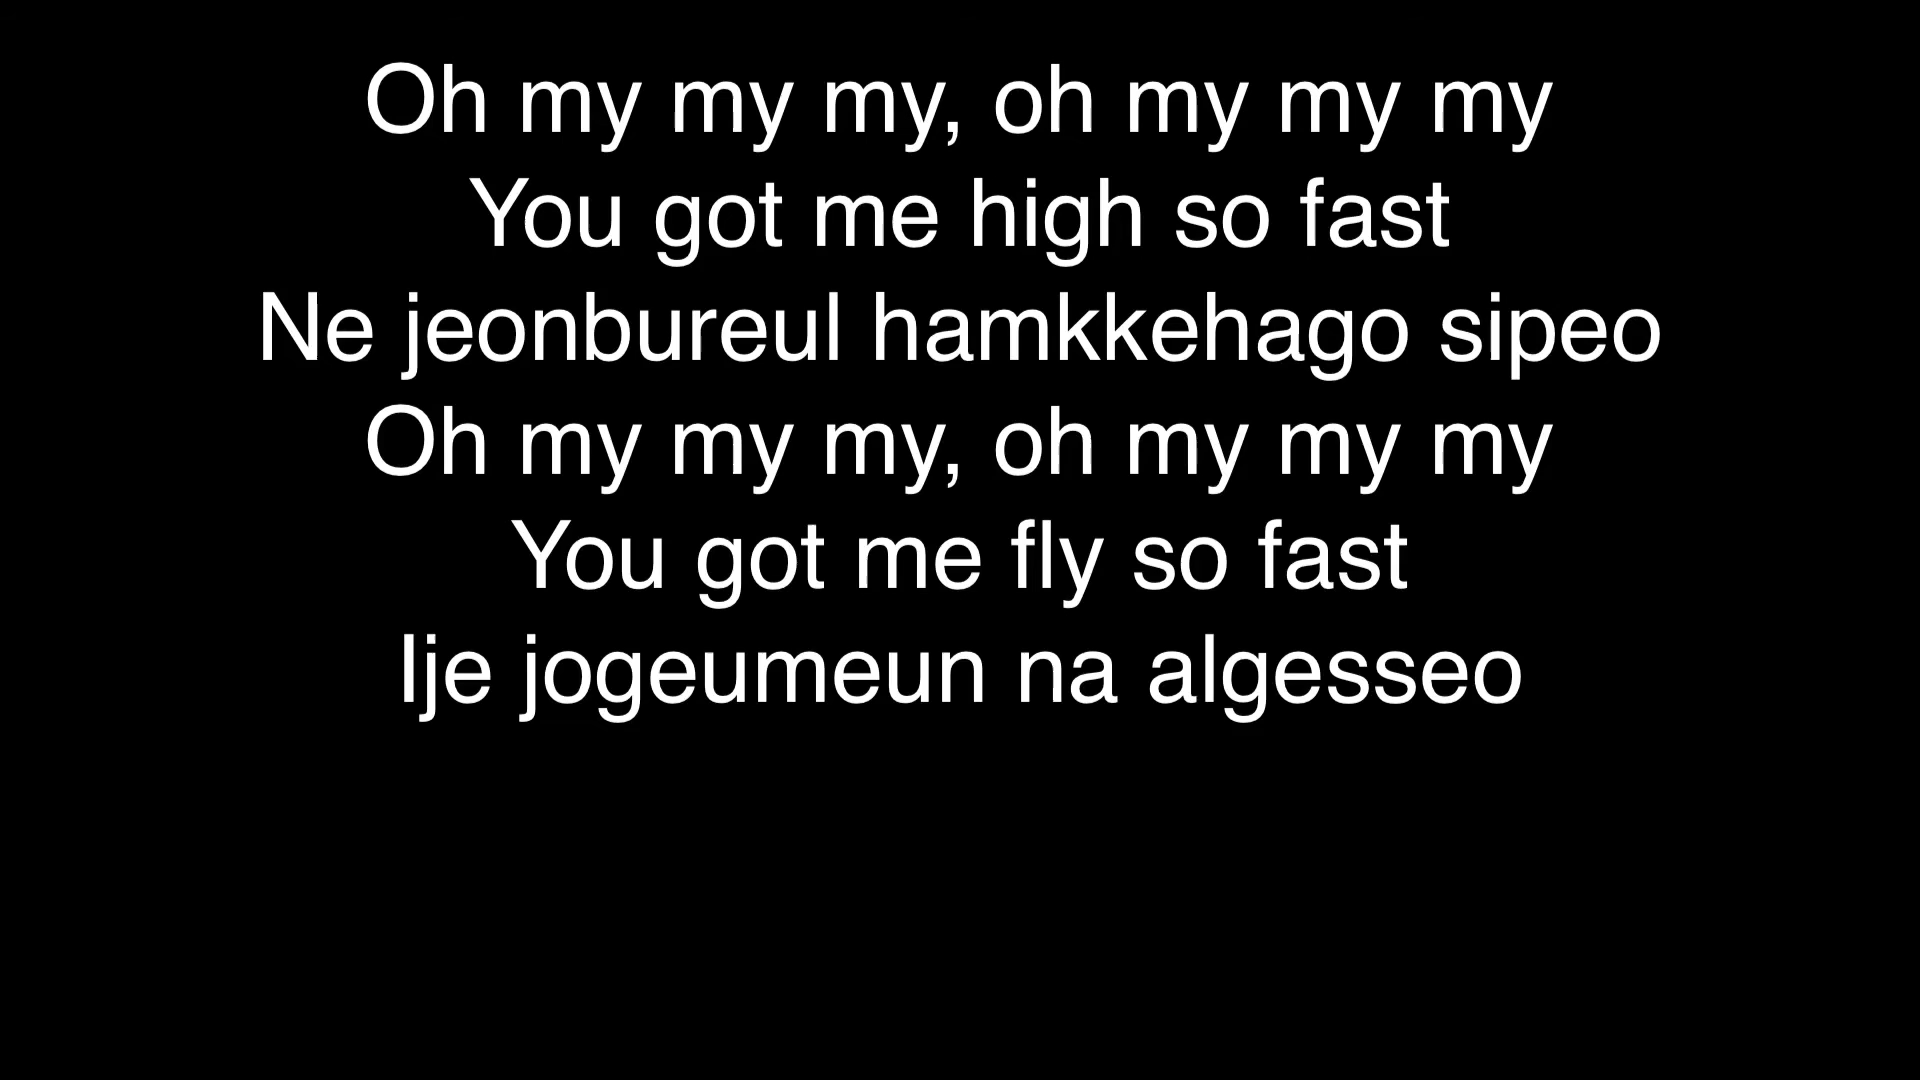 Oh my my my, oh my my my
You got me high so fast
Ne jeonbureul hamkkehago sipeo
Oh my my my, oh my my my
You got me fly so fast
Ije jogeumeun na algesseo